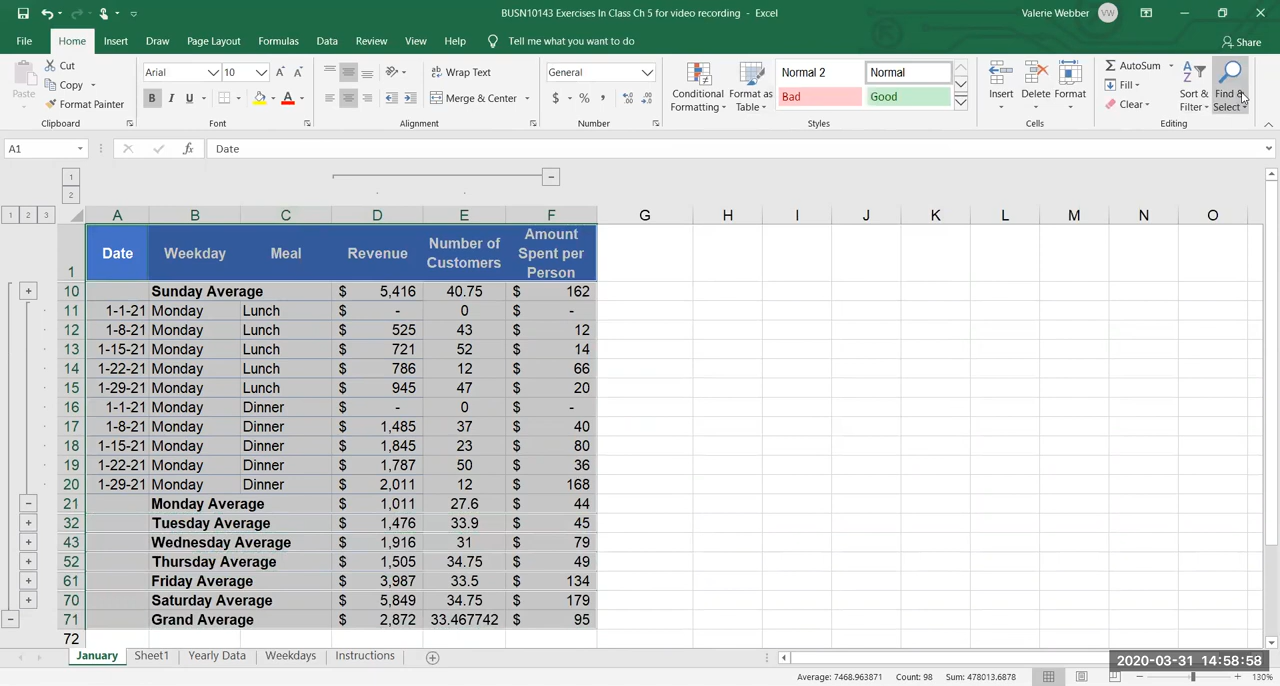 BUSN10143 Exercises In Class Ch 5 for video recording - Excel
Valerie Webber VW
File Home Insert Draw Page Layout Formulas Data Review View Help Tell me what you want to do Share
Paste
Cut
Copy
Format Painter
Clipboard
Arial 10
B I U A
Font
Wrap Text
Merge & Center
Alignment
General
$ % ,
Number
Conditional Formatting
Format as Table
Normal 2 Normal
Bad Good
Styles
Insert Delete Format
Cells
AutoSum
Fill
Clear
Sort & Filter
Find & Select
Editing
A1 fx Date
1
2
1 2 3 A B C D E F G H I J K L M N O
1 Date Weekday Meal Revenue Number of Customers Amount Spent per Person
10 Sunday Average $ 5,416 40.75 $ 162
11 1-1-21 Monday Lunch $ - 0 $ -
12 1-8-21 Monday Lunch $ 525 43 $ 12
13 1-15-21 Monday Lunch $ 721 52 $ 14
14 1-22-21 Monday Lunch $ 786 12 $ 66
15 1-29-21 Monday Lunch $ 945 47 $ 20
16 1-1-21 Monday Dinner $ - 0 $ -
17 1-8-21 Monday Dinner $ 1,485 37 $ 40
18 1-15-21 Monday Dinner $ 1,845 23 $ 80
19 1-22-21 Monday Dinner $ 1,787 50 $ 36
20 1-29-21 Monday Dinner $ 2,011 12 $ 168
21 Monday Average $ 1,011 27.6 $ 44
32 Tuesday Average $ 1,476 33.9 $ 45
43 Wednesday Average $ 1,916 31 $ 79
52 Thursday Average $ 1,505 34.75 $ 49
61 Friday Average $ 3,987 33.5 $ 134
70 Saturday Average $ 5,849 34.75 $ 179
71 Grand Average $ 2,872 33.467742 $ 95
72
January Sheet1 Yearly Data Weekdays Instructions
2020-03-31 14:58:58
Average: 7468.963871 Count: 98 Sum: 478013.6878 130%